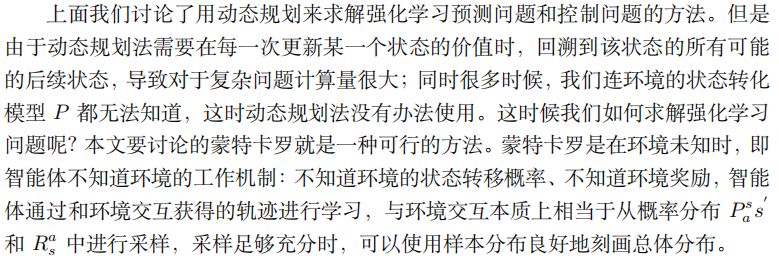 上面我们讨论了用动态规划来求解强化学习预测问题和控制问题的方法。但是
由于动态规划法需要在每一次更新某一个状态的价值时，回溯到该状态的所有可能
的后续状态，导致对于复杂问题计算量很大；同时很多时候，我们连环境的状态转化
模型 P 都无法知道，这时动态规划法没有办法使用。这时候我们如何求解强化学习
问题呢？本文要讨论的蒙特卡罗就是一种可行的方法。蒙特卡罗是在环境未知时，即
智能体不知道环境的工作机制：不知道环境的状态转移概率、不知道环境奖励，智能
体通过和环境交互获得的轨迹进行学习，与环境交互本质上相当于从概率分布 $P_a^s s'$
和 $R_s^a$ 中进行采样，采样足够充分时，可以使用样本分布良好地刻画总体分布。